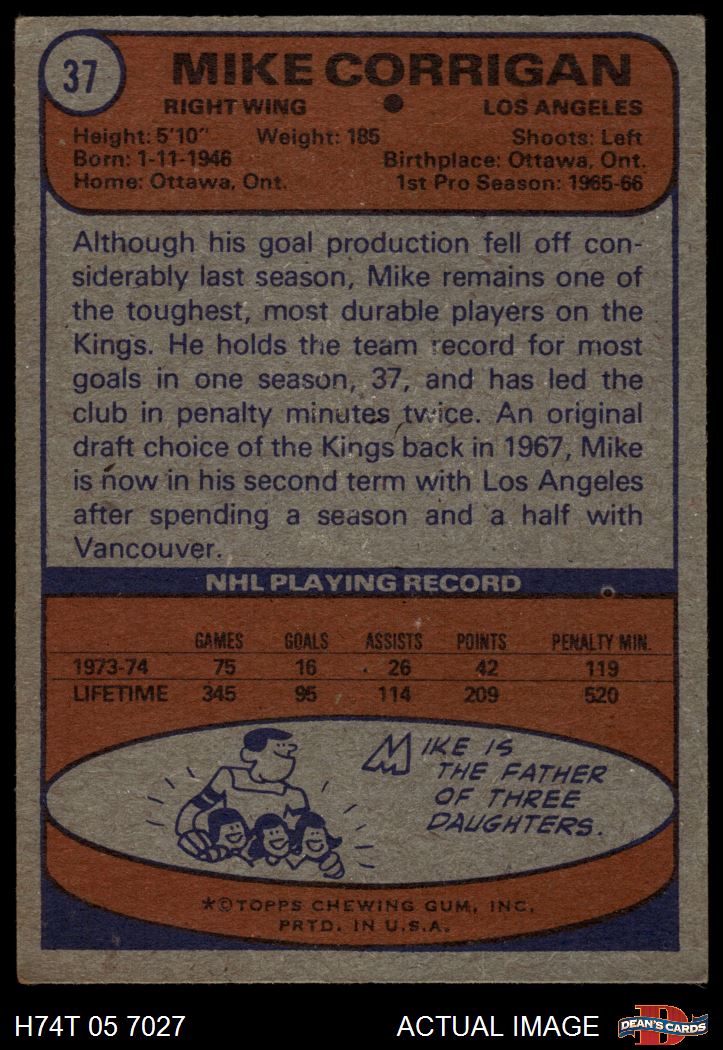 37
MIKE CORRIGAN
RIGHT WING ● LOS ANGELES
Height: 5'10" Weight: 185 Shoots: Left
Born: 1-11-1946 Birthplace: Ottawa, Ont.
Home: Ottawa, Ont. 1st Pro Season: 1965-66
Although his goal production fell off con-
siderably last season, Mike remains one of
the toughest, most durable players on the
Kings. He holds the team record for most
goals in one season, 37, and has led the
club in penalty minutes twice. An original
draft choice of the Kings back in 1967, Mike
is now in his second term with Los Angeles
after spending a season and a half with
Vancouver.
NHL PLAYING RECORD
GAMES GOALS ASSISTS POINTS PENALTY MIN.
1973-74 75 16 26 42 119
LIFETIME 345 95 114 209 520
MIKE IS
THE FATHER
OF THREE
DAUGHTERS.
*©TOPPS CHEWING GUM, INC.
PRTD. IN U.S.A.
H74T 05 7027 ACTUAL IMAGE D DEAN'S CARDS